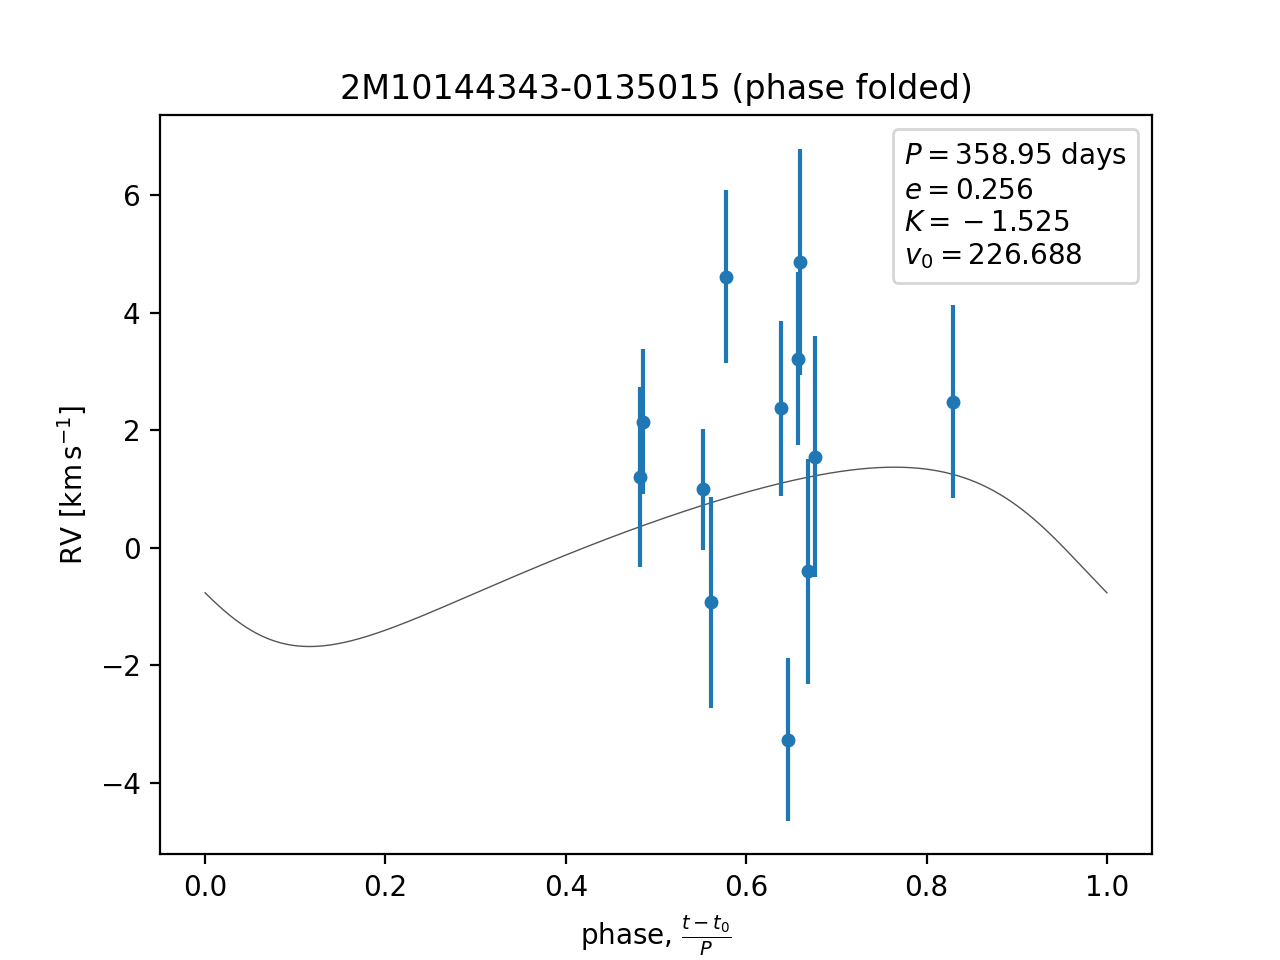 2M10144343-0135015 (phase folded)
P = 358.95 days
e = 0.256
K = − 1.525
v₀ = 226.688
RV [km s⁻¹]
6
4
2
0
−2
−4
0.0 0.2 0.4 0.6 0.8 1.0
phase, (t − t₀)/P